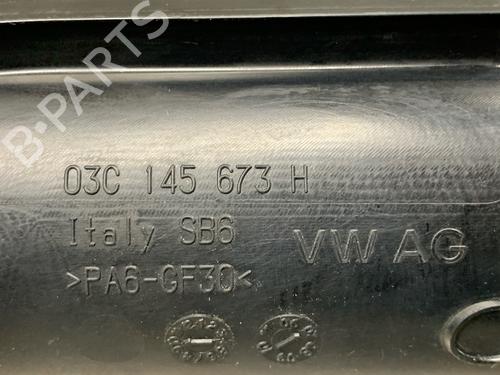 B-PARTS
03C 145 673 H
Italy SB6
VW AG
>PA6-GF30<